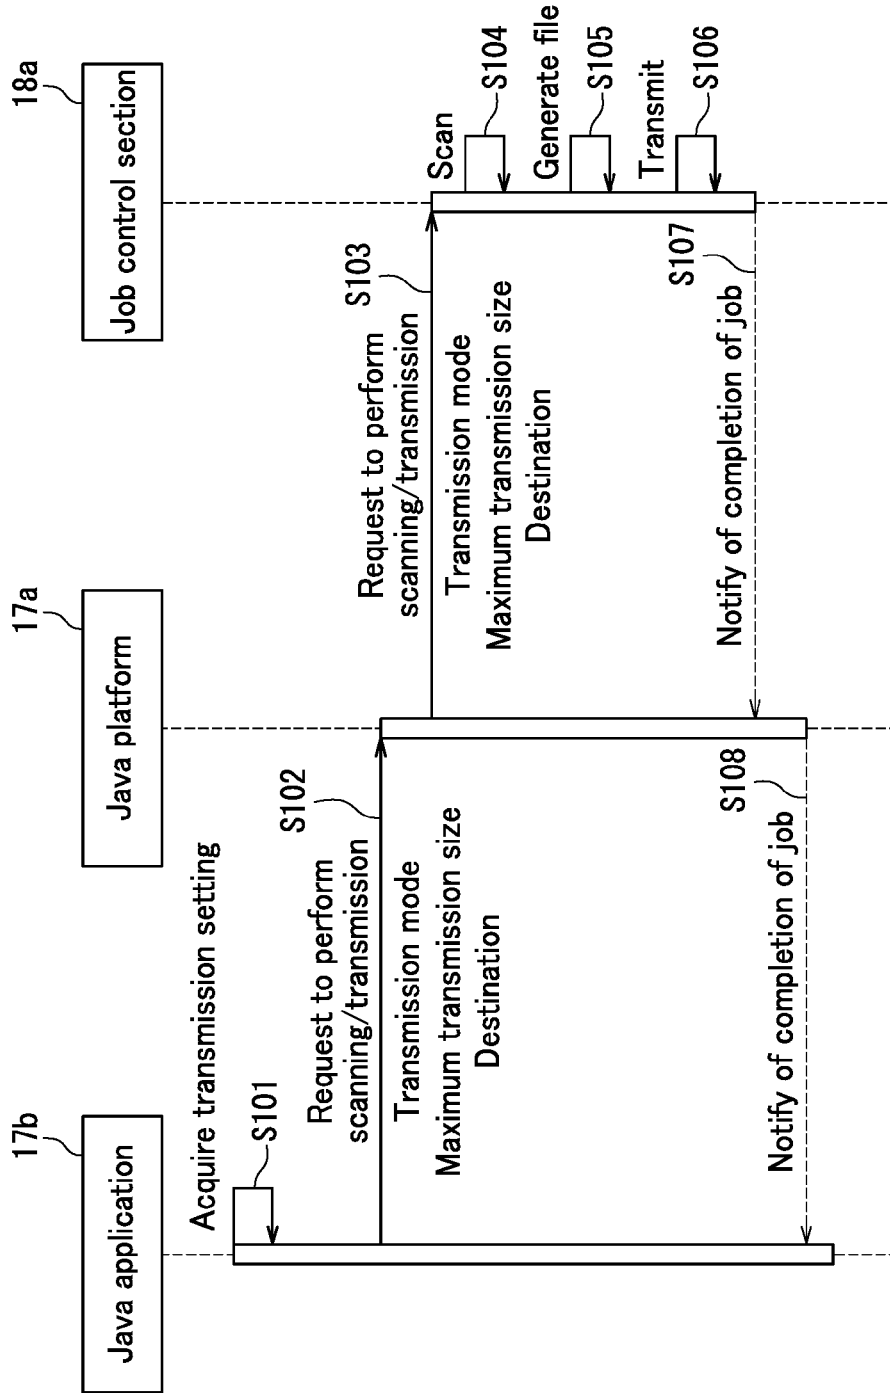 17b
Java application
17a
Java platform
18a
Job control section
Acquire transmission setting
S101
Request to perform
scanning/transmission
S102
Transmission mode
Maximum transmission size
Destination
Request to perform
scanning/transmission
S103
Transmission mode
Maximum transmission size
Destination
Scan
S104
Generate file
S105
Transmit
S106
S107
Notify of completion of job
S108
Notify of completion of job